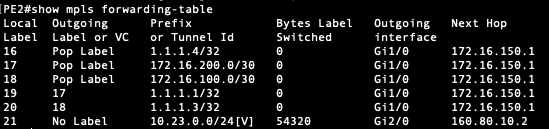 [PE2#show mpls forwarding-table
Local Outgoing Prefix Bytes Label Outgoing Next Hop
Label Label or VC or Tunnel Id Switched interface
16 Pop Label 1.1.1.4/32 0 Gi1/0 172.16.150.1
17 Pop Label 172.16.200.0/30 0 Gi1/0 172.16.150.1
18 Pop Label 172.16.100.0/30 0 Gi1/0 172.16.150.1
19 17 1.1.1.1/32 0 Gi1/0 172.16.150.1
20 18 1.1.1.3/32 0 Gi1/0 172.16.150.1
21 No Label 10.23.0.0/24[V] 54320 Gi2/0 160.80.10.2